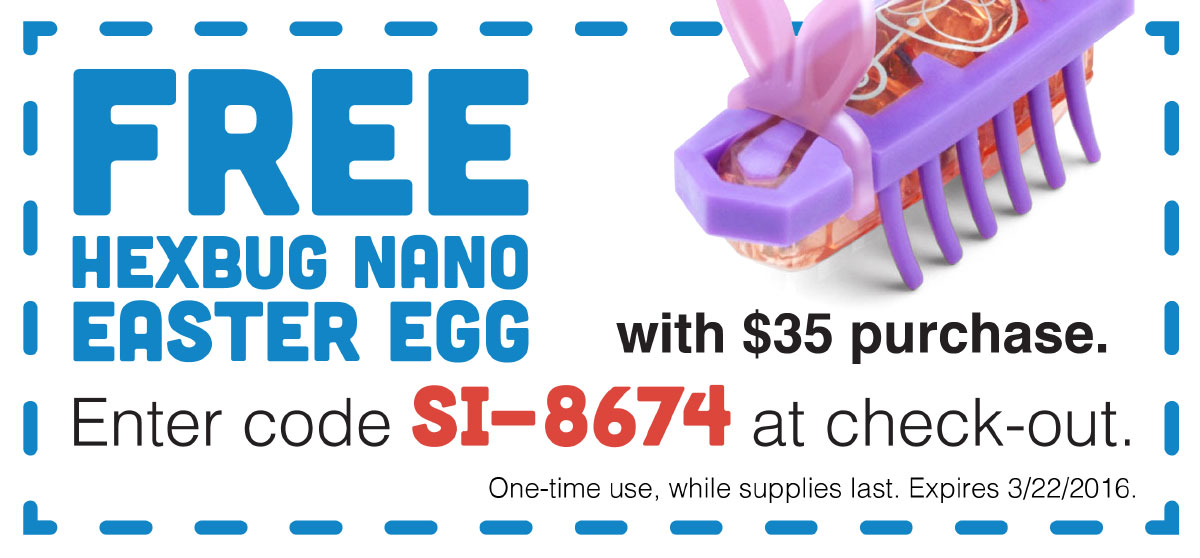 FREE
HEXBUG NANO
EASTER EGG
with $35 purchase.
Enter code SI-8674 at check-out.
One-time use, while supplies last. Expires 3/22/2016.